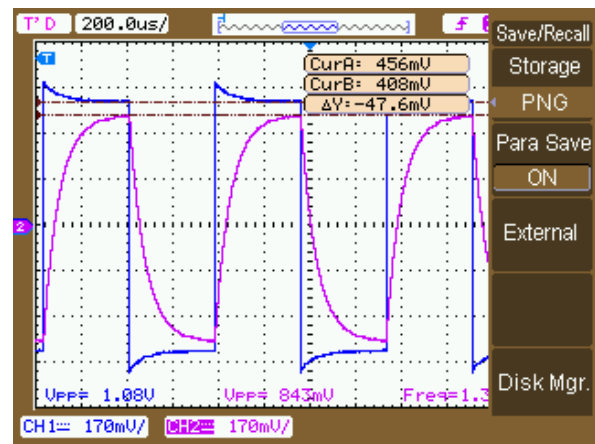 T'D 200.0us/ f
Save/Recall
Storage
PNG
Para Save
ON
External
Disk Mgr.
T
CurA= 456mV
CurB= 408mV
ΔY=-47.6mV
2
Vpp= 1.08V Vpp= 843mV Freq=1.3
CH1 170mV/ CH2 170mV/